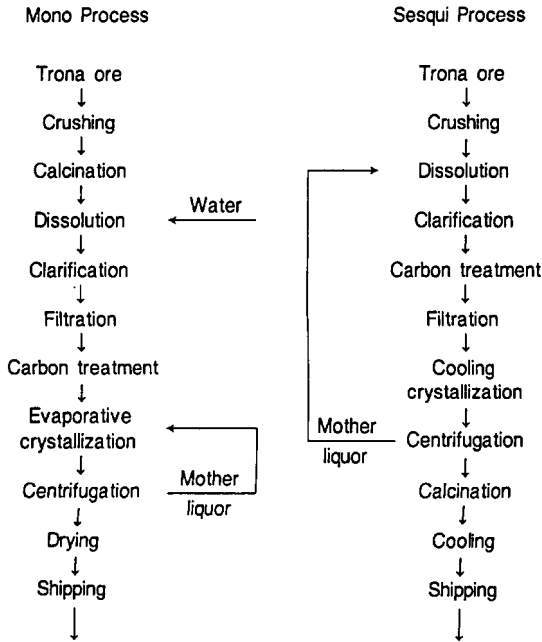 Mono Process
Trona ore
Crushing
Calcination
Dissolution
Water
Clarification
Filtration
Carbon treatment
Evaporative
crystallization
Centrifugation
Mother
liquor
Drying
Shipping
Sesqui Process
Trona ore
Crushing
Dissolution
Clarification
Carbon treatment
Filtration
Cooling
crystallization
Mother
liquor
Centrifugation
Calcination
Cooling
Shipping